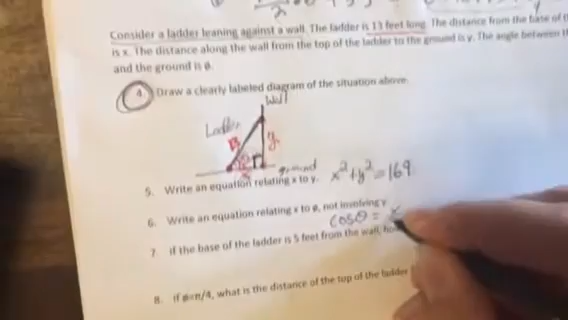 Consider a ladder leaning against a wall. The ladder is 13 feet long. The distance from the base of
is x. The distance along the wall from the top of the ladder to the ground is y. The angle between
and the ground is ø.
4. Draw a clearly labeled diagram of the situation above.
Wall
Ladder
13
y
x
ground
5. Write an equation relating x to y. x²+y²=169
6. Write an equation relating x to ø, not involving y
cosθ = x
7. If the base of the ladder is 5 feet from the wall,
8. If ø=π/4, what is the distance of the top of the ladder